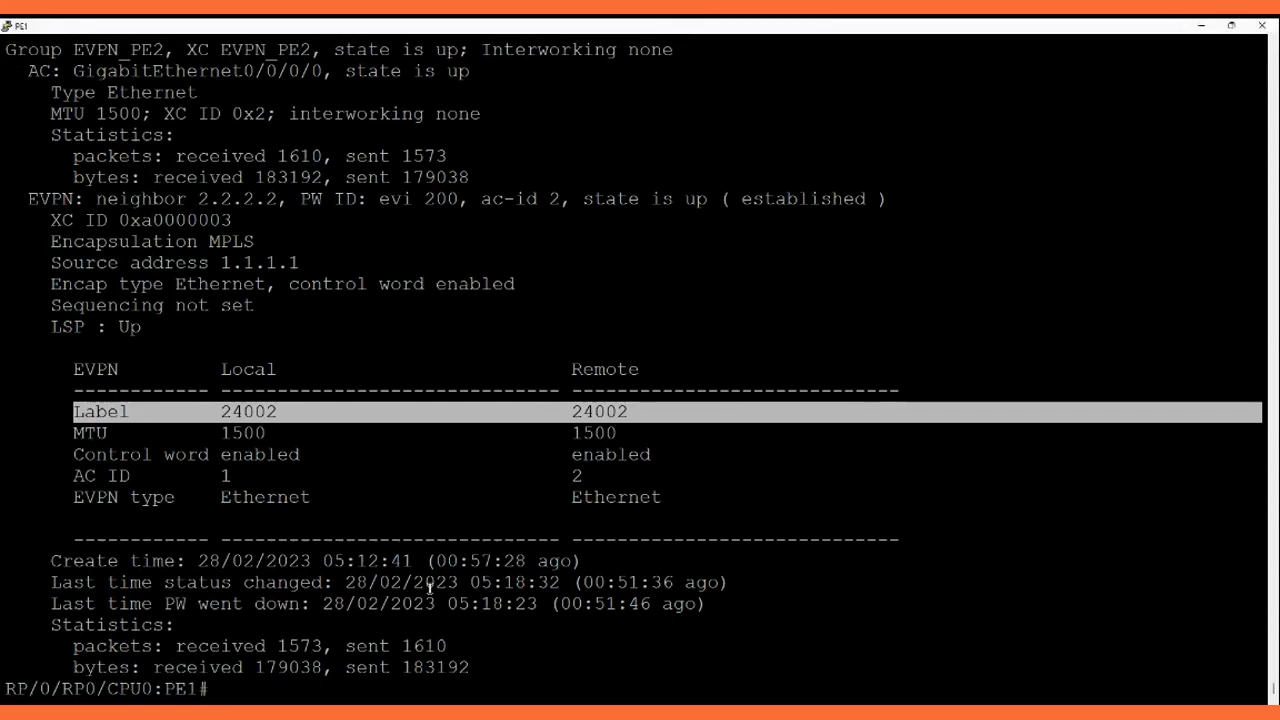 PE1
Group EVPN_PE2, XC EVPN_PE2, state is up; Interworking none
AC: GigabitEthernet0/0/0/0, state is up
Type Ethernet
MTU 1500; XC ID 0x2; interworking none
Statistics:
packets: received 1610, sent 1573
bytes: received 183192, sent 179038
EVPN: neighbor 2.2.2.2, PW ID: evi 200, ac-id 2, state is up ( established )
XC ID 0xa0000003
Encapsulation MPLS
Source address 1.1.1.1
Encap type Ethernet, control word enabled
Sequencing not set
LSP : Up
EVPN Local Remote
------------ ------------------------------ -----------------------------
Label 24002 24002
MTU 1500 1500
Control word enabled enabled
AC ID 1 2
EVPN type Ethernet Ethernet
------------ ------------------------------ -----------------------------
Create time: 28/02/2023 05:12:41 (00:57:28 ago)
Last time status changed: 28/02/2023 05:18:32 (00:51:36 ago)
Last time PW went down: 28/02/2023 05:18:23 (00:51:46 ago)
Statistics:
packets: received 1573, sent 1610
bytes: received 179038, sent 183192
RP/0/RP0/CPU0:PE1#